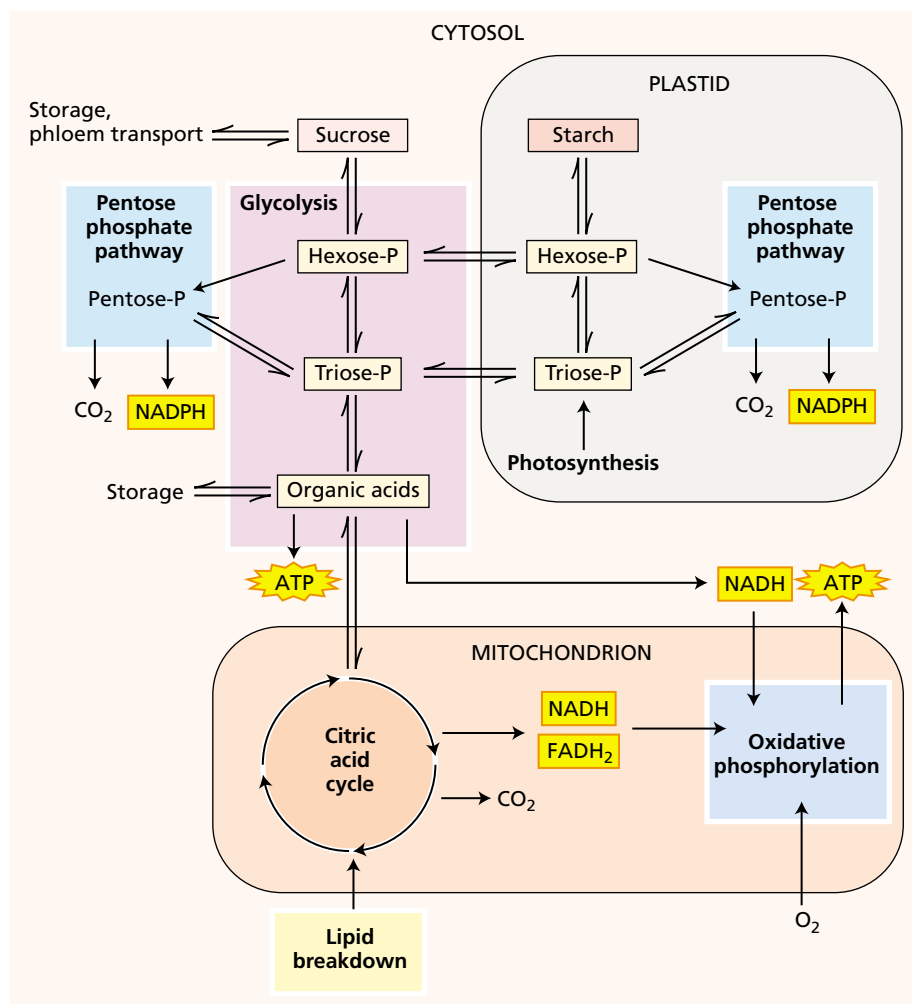 CYTOSOL
PLASTID
Storage,
phloem transport
Sucrose
Starch
Pentose
phosphate
pathway
Glycolysis
Pentose
phosphate
pathway
Hexose-P
Hexose-P
Pentose-P
Pentose-P
Triose-P
Triose-P
CO₂
NADPH
CO₂
NADPH
Photosynthesis
Storage
Organic acids
ATP
NADH
ATP
MITOCHONDRION
Citric
acid
cycle
NADH
FADH₂
Oxidative
phosphorylation
CO₂
O₂
Lipid
breakdown